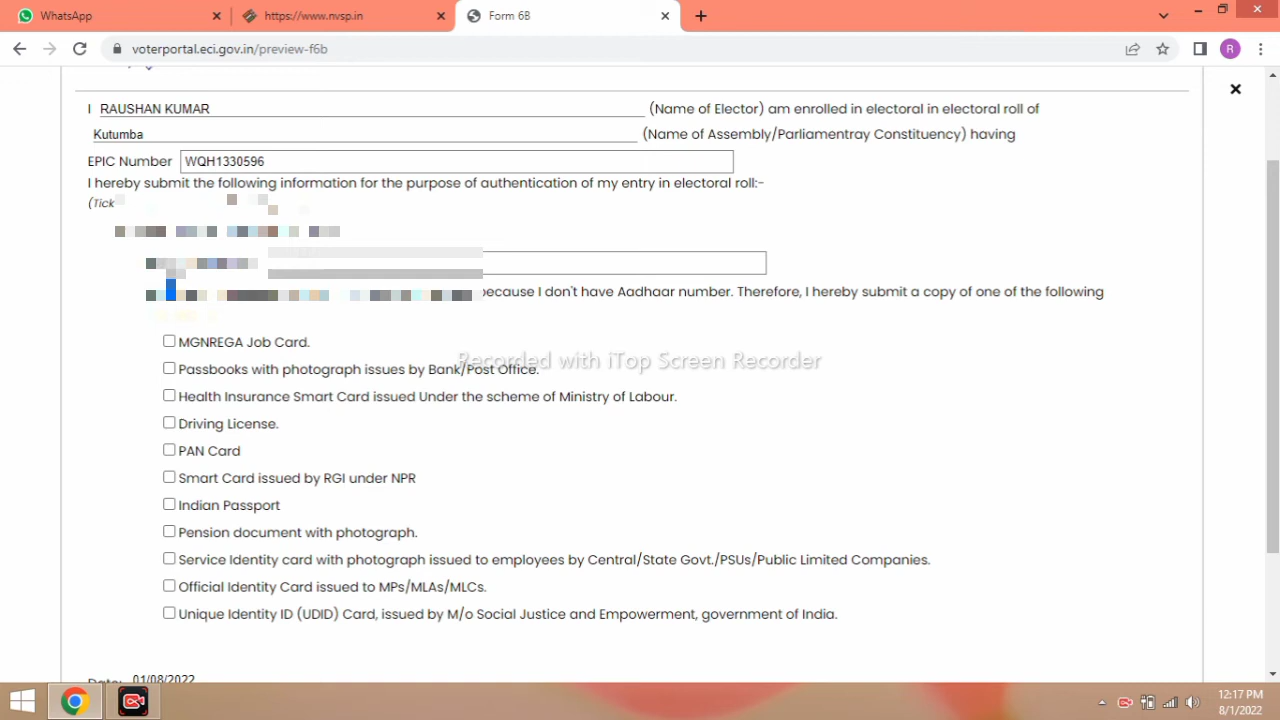 WhatsApp
https://www.nvsp.in
Form 6B
voterportal.eci.gov.in/preview-f6b
R
I RAUSHAN KUMAR (Name of Elector) am enrolled in electoral in electoral roll of
Kutumba (Name of Assembly/Parliamentray Constituency) having
EPIC Number WQH1330596
I hereby submit the following information for the purpose of authentication of my entry in electoral roll:-
(Tick
because I don't have Aadhaar number. Therefore, I hereby submit a copy of one of the following
MGNREGA Job Card.
Passbooks with photograph issues by Bank/Post Office.
Recorded with iTop Screen Recorder
Health Insurance Smart Card issued Under the scheme of Ministry of Labour.
Driving License.
PAN Card
Smart Card issued by RGI under NPR
Indian Passport
Pension document with photograph.
Service Identity card with photograph issued to employees by Central/State Govt./PSUs/Public Limited Companies.
Official Identity Card issued to MPs/MLAs/MLCs.
Unique Identity ID (UDID) Card, issued by M/o Social Justice and Empowerment, government of India.
Date: 01/08/2022
12:17 PM
8/1/2022